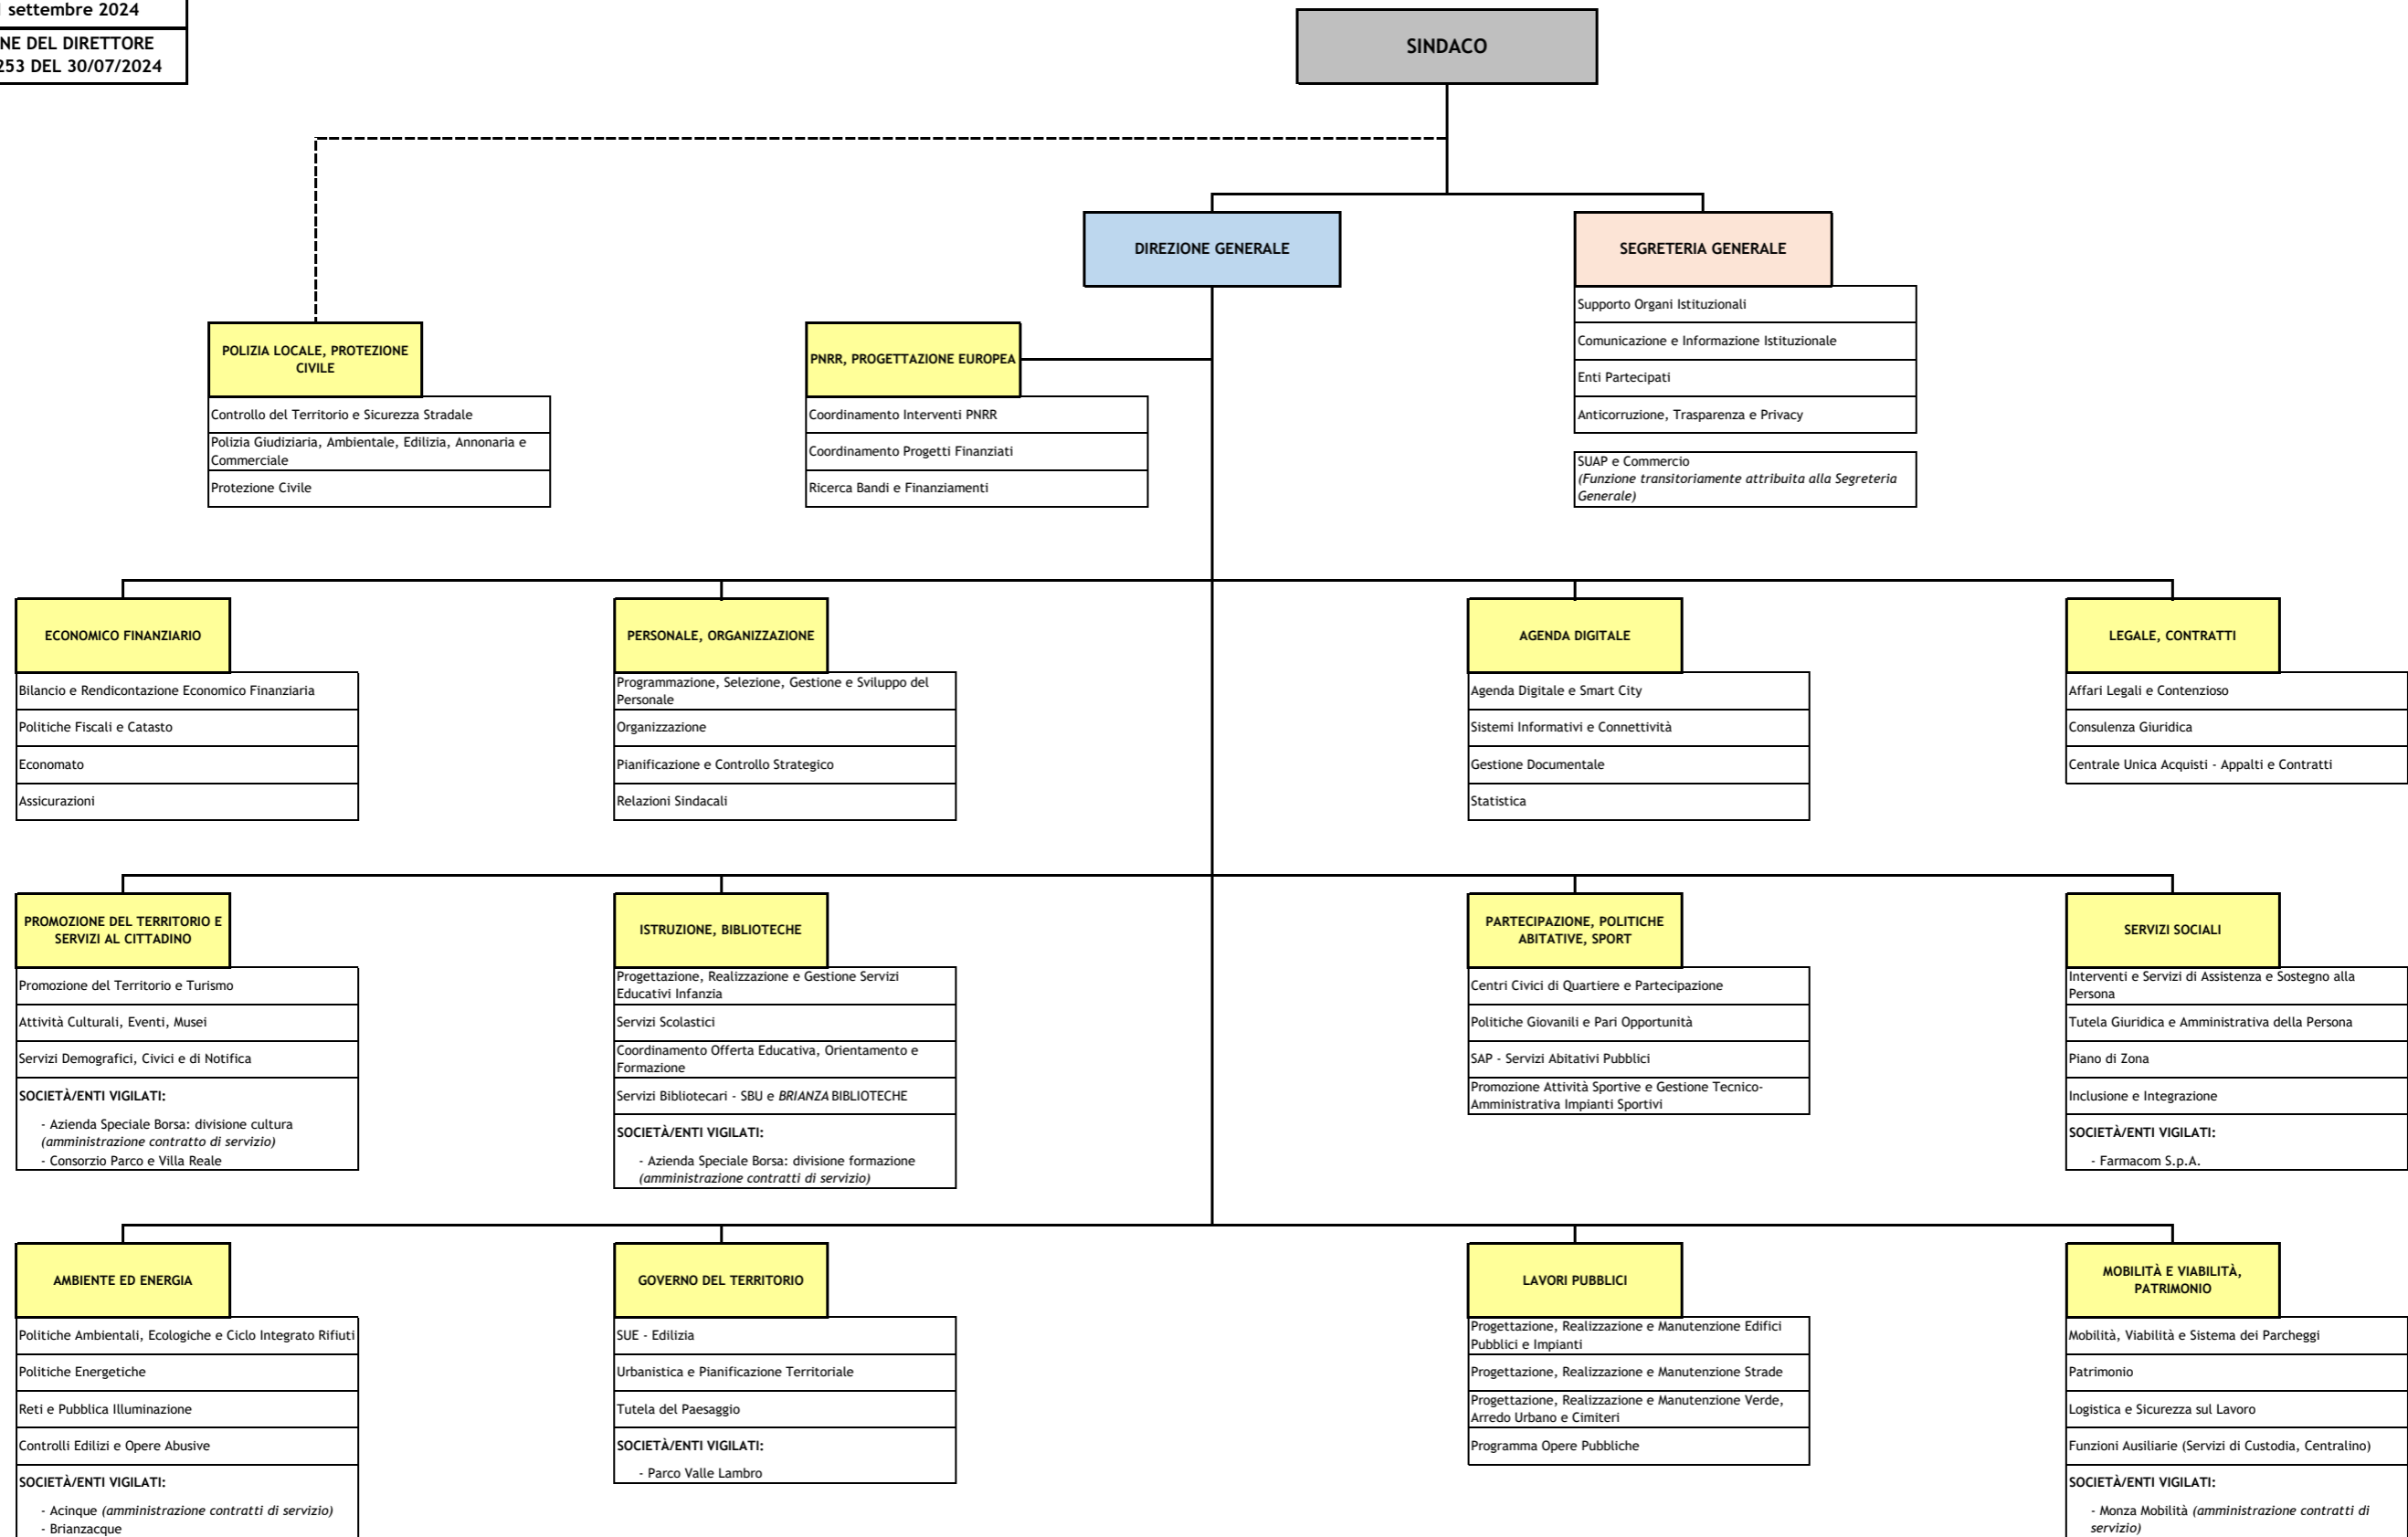 settembre 2024
NE DEL DIRETTORE
253 DEL 30/07/2024
SINDACO
DIREZIONE GENERALE
SEGRETERIA GENERALE
Supporto Organi Istituzionali
Comunicazione e Informazione Istituzionale
Enti Partecipati
Anticorruzione, Trasparenza e Privacy
SUAP e Commercio
(Funzione transitoriamente attribuita alla Segreteria
Generale)
POLIZIA LOCALE, PROTEZIONE
CIVILE
Controllo del Territorio e Sicurezza Stradale
Polizia Giudiziaria, Ambientale, Edilizia, Annonaria e
Commerciale
Protezione Civile
PNRR, PROGETTAZIONE EUROPEA
Coordinamento Interventi PNRR
Coordinamento Progetti Finanziati
Ricerca Bandi e Finanziamenti
ECONOMICO FINANZIARIO
Bilancio e Rendicontazione Economico Finanziaria
Politiche Fiscali e Catasto
Economato
Assicurazioni
PERSONALE, ORGANIZZAZIONE
Programmazione, Selezione, Gestione e Sviluppo del
Personale
Organizzazione
Pianificazione e Controllo Strategico
Relazioni Sindacali
AGENDA DIGITALE
Agenda Digitale e Smart City
Sistemi Informativi e Connettività
Gestione Documentale
Statistica
LEGALE, CONTRATTI
Affari Legali e Contenzioso
Consulenza Giuridica
Centrale Unica Acquisti - Appalti e Contratti
PROMOZIONE DEL TERRITORIO E
SERVIZI AL CITTADINO
Promozione del Territorio e Turismo
Attività Culturali, Eventi, Musei
Servizi Demografici, Civici e di Notifica
SOCIETÀ/ENTI VIGILATI:
- Azienda Speciale Borsa: divisione cultura
(amministrazione contratto di servizio)
- Consorzio Parco e Villa Reale
ISTRUZIONE, BIBLIOTECHE
Progettazione, Realizzazione e Gestione Servizi
Educativi Infanzia
Servizi Scolastici
Coordinamento Offerta Educativa, Orientamento e
Formazione
Servizi Bibliotecari - SBU e BRIANZA BIBLIOTECHE
SOCIETÀ/ENTI VIGILATI:
- Azienda Speciale Borsa: divisione formazione
(amministrazione contratti di servizio)
PARTECIPAZIONE, POLITICHE
ABITATIVE, SPORT
Centri Civici di Quartiere e Partecipazione
Politiche Giovanili e Pari Opportunità
SAP - Servizi Abitativi Pubblici
Promozione Attività Sportive e Gestione Tecnico-
Amministrativa Impianti Sportivi
SERVIZI SOCIALI
Interventi e Servizi di Assistenza e Sostegno alla
Persona
Tutela Giuridica e Amministrativa della Persona
Piano di Zona
Inclusione e Integrazione
SOCIETÀ/ENTI VIGILATI:
- Farmacom S.p.A.
AMBIENTE ED ENERGIA
Politiche Ambientali, Ecologiche e Ciclo Integrato Rifiuti
Politiche Energetiche
Reti e Pubblica Illuminazione
Controlli Edilizi e Opere Abusive
SOCIETÀ/ENTI VIGILATI:
- Acinque (amministrazione contratti di servizio)
- Brianzacque
GOVERNO DEL TERRITORIO
SUE - Edilizia
Urbanistica e Pianificazione Territoriale
Tutela del Paesaggio
SOCIETÀ/ENTI VIGILATI:
- Parco Valle Lambro
LAVORI PUBBLICI
Progettazione, Realizzazione e Manutenzione Edifici
Pubblici e Impianti
Progettazione, Realizzazione e Manutenzione Strade
Progettazione, Realizzazione e Manutenzione Verde,
Arredo Urbano e Cimiteri
Programma Opere Pubbliche
MOBILITÀ E VIABILITÀ,
PATRIMONIO
Mobilità, Viabilità e Sistema dei Parcheggi
Patrimonio
Logistica e Sicurezza sul Lavoro
Funzioni Ausiliarie (Servizi di Custodia, Centralino)
SOCIETÀ/ENTI VIGILATI:
- Monza Mobilità (amministrazione contratti di
servizio)